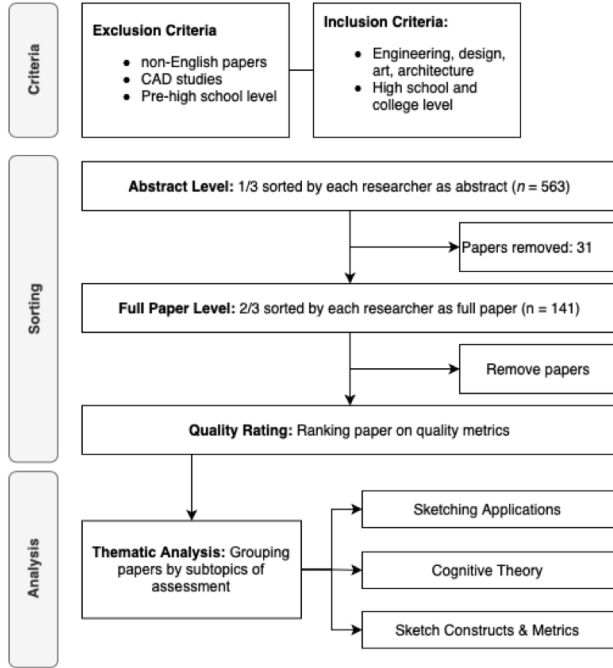 Criteria
Exclusion Criteria
• non-English papers
• CAD studies
• Pre-high school level
Inclusion Criteria:
• Engineering, design,
art, architecture
• High school and
college level
Sorting
Abstract Level: 1/3 sorted by each researcher as abstract (n = 563)
Papers removed: 31
Full Paper Level: 2/3 sorted by each researcher as full paper (n = 141)
Remove papers
Quality Rating: Ranking paper on quality metrics
Analysis
Thematic Analysis: Grouping
papers by subtopics of
assessment
Sketching Applications
Cognitive Theory
Sketch Constructs & Metrics